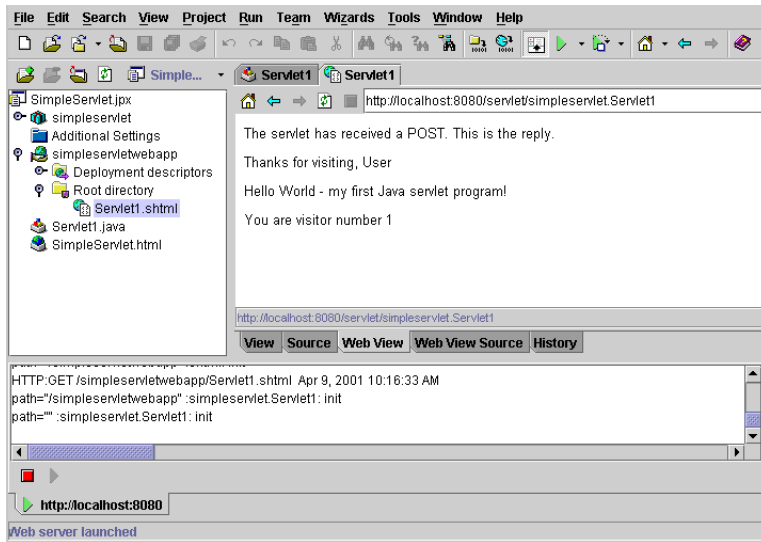 File Edit Search View Project Run Team Wizards Tools Window Help
Simple...
Servlet1 Servlet1
SimpleServlet.jpx
simpleservlet
Additional Settings
simpleservletwebapp
Deployment descriptors
Root directory
Servlet1.shtml
Servlet1.java
SimpleServlet.html
http://localhost:8080/servlet/simpleservlet.Servlet1
The servlet has received a POST. This is the reply.
Thanks for visiting, User
Hello World - my first Java servlet program!
You are visitor number 1
http://localhost:8080/servlet/simpleservlet.Servlet1
View Source Web View Web View Source History
HTTP:GET /simpleservletwebapp/Servlet1.shtml Apr 9, 2001 10:16:33 AM
path="/simpleservletwebapp" :simpleservlet.Servlet1: init
path="" :simpleservlet.Servlet1: init
http://localhost:8080
Web server launched